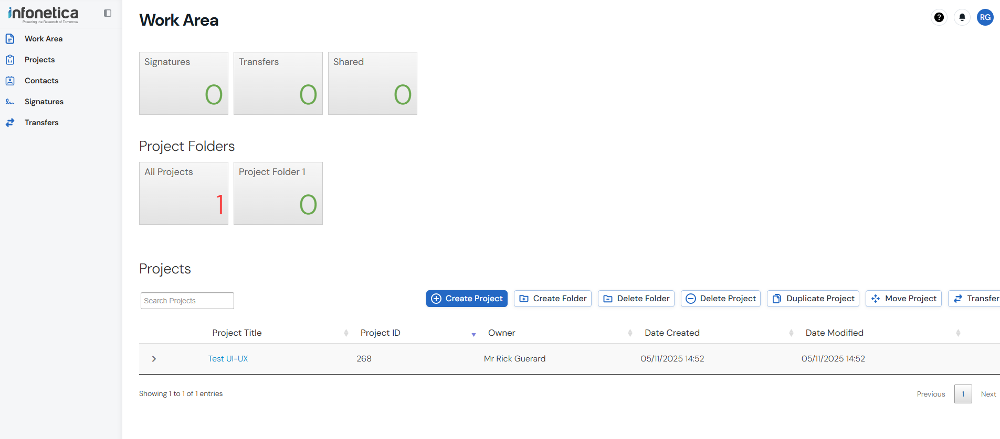 infonetica
Powering the Research of Tomorrow
Work Area
Projects
Contacts
Signatures
Transfers
Work Area
? RG
Signatures Transfers Shared
0 0 0
Project Folders
All Projects Project Folder 1
1 0
Projects
Search Projects Create Project Create Folder Delete Folder Delete Project Duplicate Project Move Project Transfer
Project Title Project ID Owner Date Created Date Modified
Test UI-UX 268 Mr Rick Guerard 05/11/2025 14:52 05/11/2025 14:52
Showing 1 to 1 of 1 entries Previous 1 Next